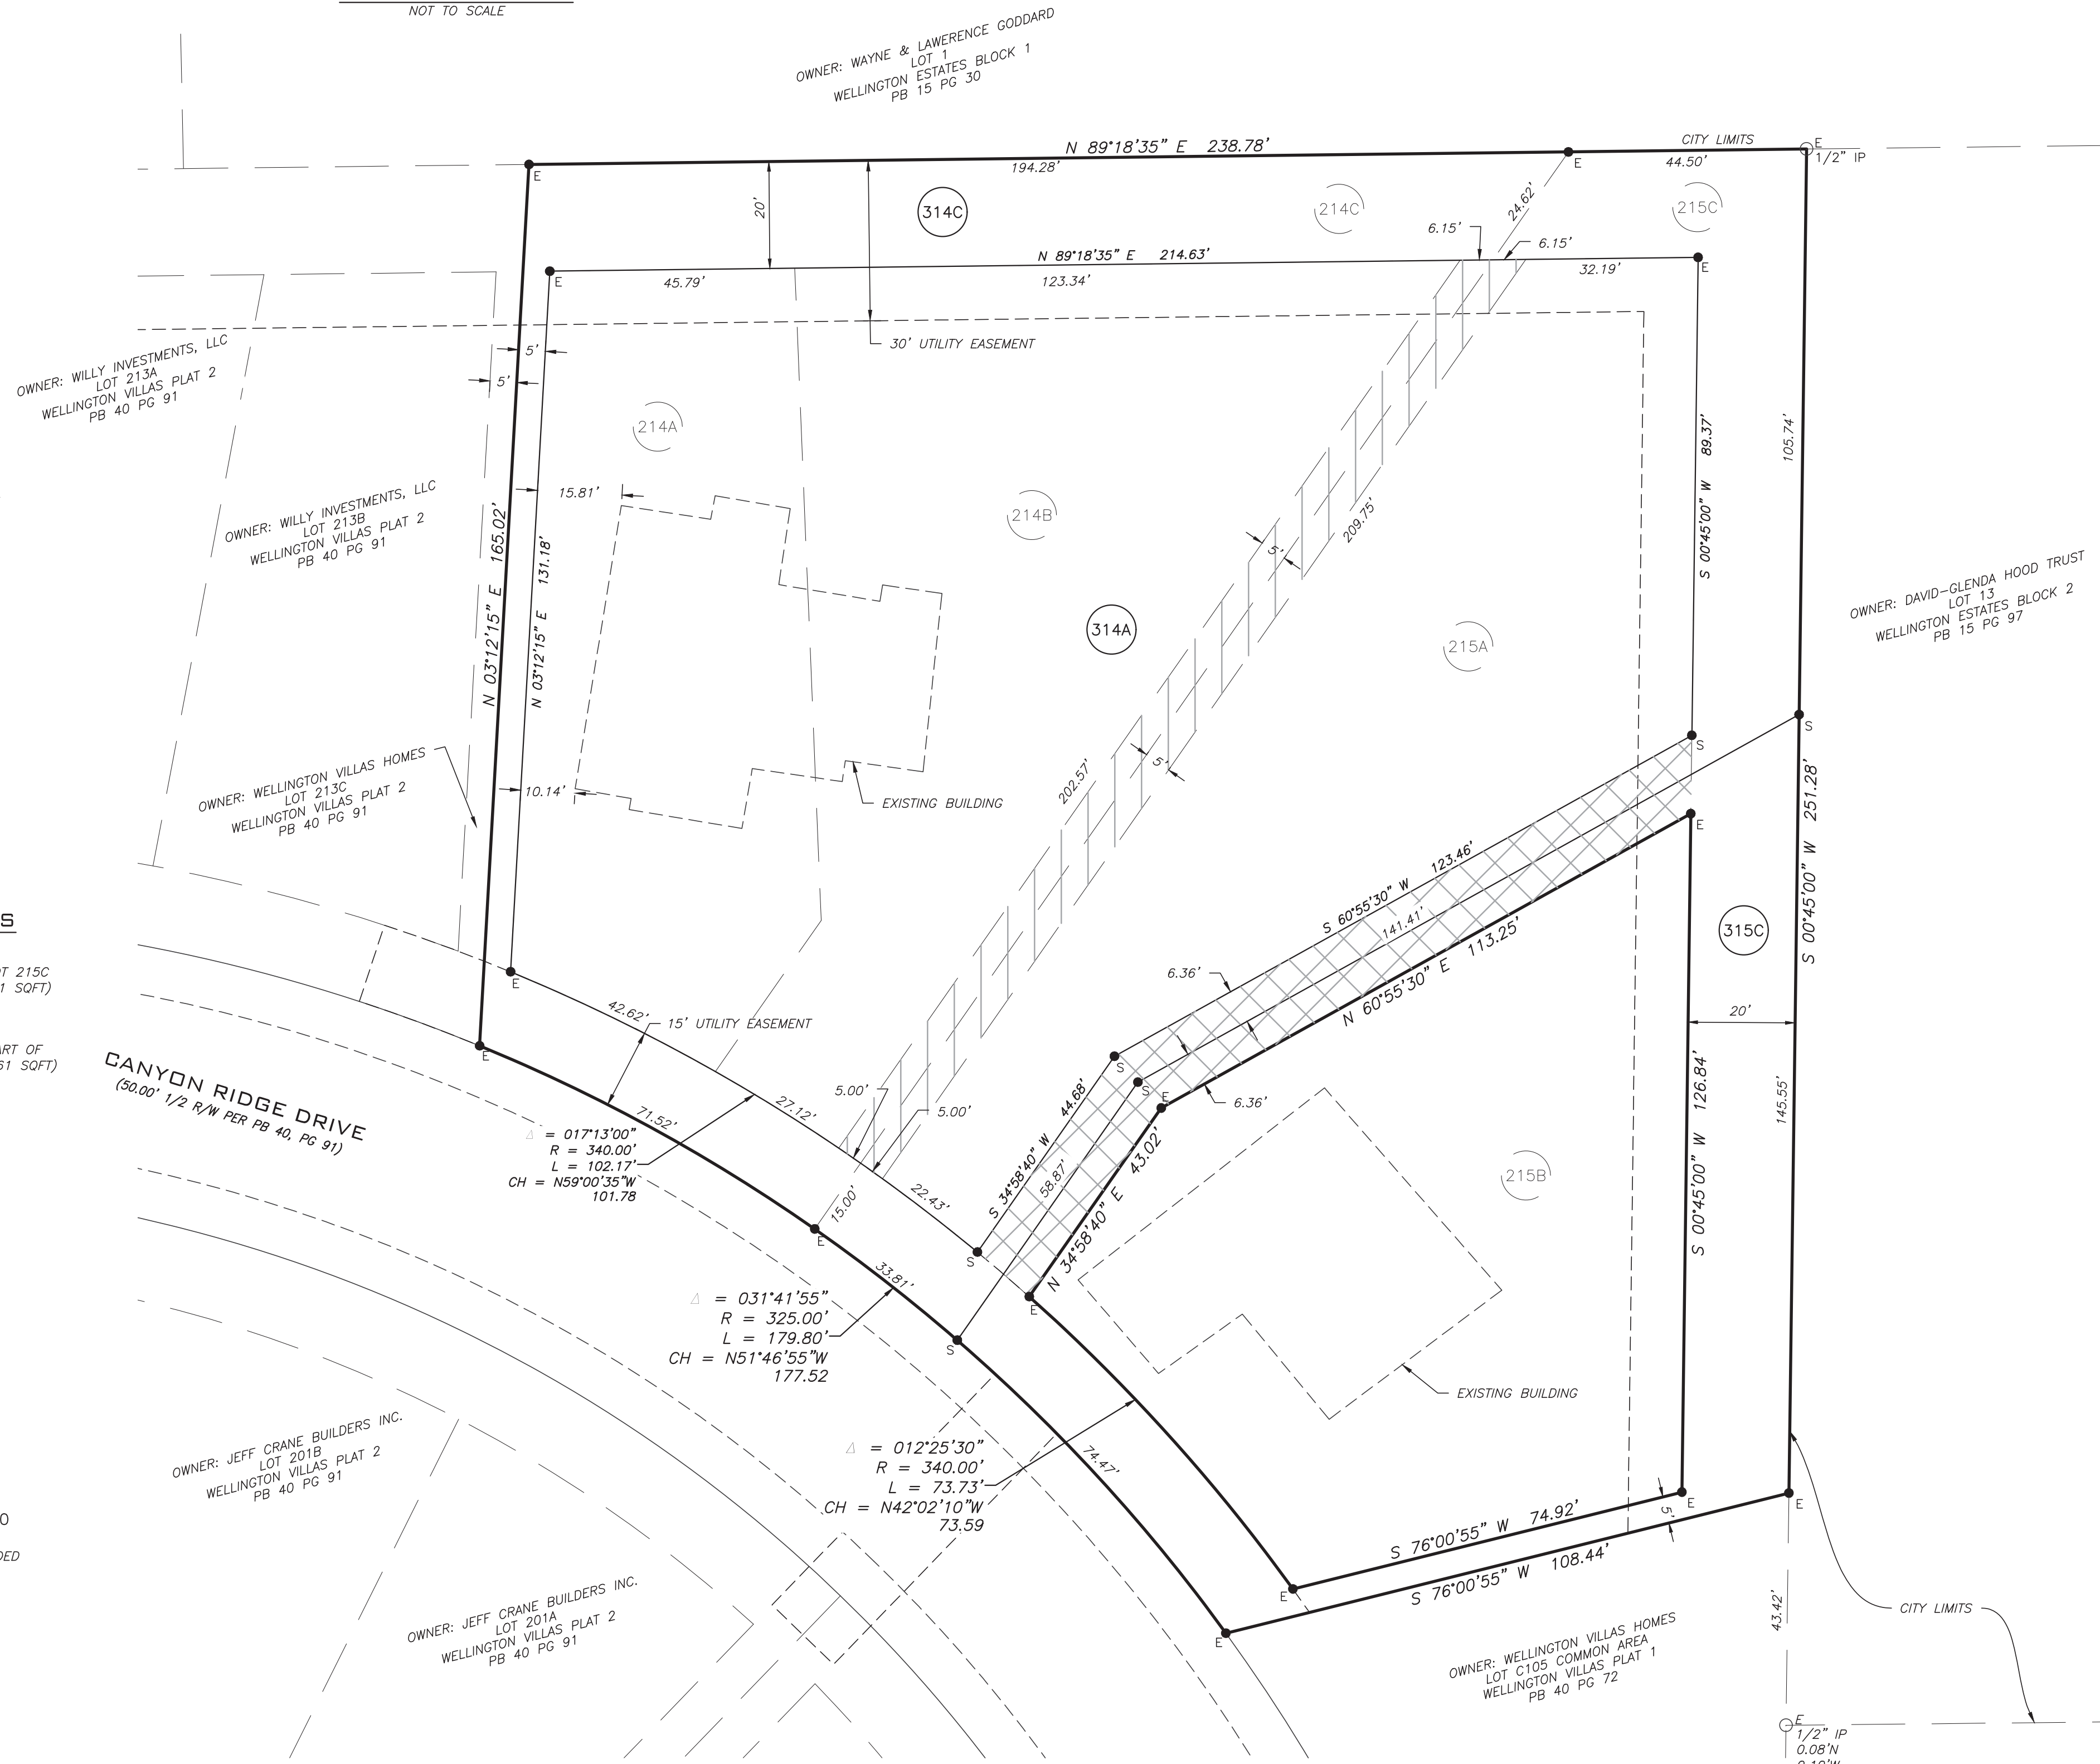 NOT TO SCALE
OWNER: WAYNE & LAWERENCE GODDARD
LOT 1
WELLINGTON ESTATES BLOCK 1
PB 15 PG 30
N 89°18'35" E 238.78'
194.28'
CITY LIMITS
44.50'
E
1/2" IP
E
E
20'
314C
214C
24.62'
215C
6.15'
6.15'
N 89°18'35" E 214.63'
45.79'
123.34'
32.19'
E
E
30' UTILITY EASEMENT
5'
5'
OWNER: WILLY INVESTMENTS, LLC
LOT 213A
WELLINGTON VILLAS PLAT 2
PB 40 PG 91
214A
OWNER: WILLY INVESTMENTS, LLC
LOT 213B
WELLINGTON VILLAS PLAT 2
PB 40 PG 91
N 03°12'15" E 165.02'
N 03°12'15" E 131.18'
15.81'
214B
209.75'
5'
S 00°45'00" W 89.37'
105.74'
OWNER: DAVID-GLENDA HOOD TRUST
LOT 13
WELLINGTON ESTATES BLOCK 2
PB 15 PG 97
314A
215A
OWNER: WELLINGTON VILLAS HOMES
LOT 213C
WELLINGTON VILLAS PLAT 2
PB 40 PG 91
10.14'
EXISTING BUILDING
202.57'
5'
S
S
S 00°45'00" W 251.28'
S 60°55'30" W 123.46'
141.41'
N 60°55'30" E 113.25'
E
315C
6.36'
6.36'
20'
S
T 215C
1 SQFT)
ART OF
61 SQFT)
E
E
42.62'
15' UTILITY EASEMENT
CANYON RIDGE DRIVE
(50.00' 1/2 R/W PER PB 40, PG 91)
71.52'
27.12'
5.00'
5.00'
Δ = 017°13'00"
R = 340.00'
L = 102.17'
CH = N59°00'35"W
101.78
S
S
E
44.68'
S 34°58'40" W
58.87'
N 34°58'40" E 43.02'
15.00'
22.43'
E
S
E
S 00°45'00" W 126.84'
145.55'
215B
33.81'
Δ = 031°41'55"
R = 325.00'
L = 179.80'
CH = N51°46'55"W
177.52
S
EXISTING BUILDING
Δ = 012°25'30"
R = 340.00'
L = 73.73'
CH = N42°02'10"W
73.59
74.47'
OWNER: JEFF CRANE BUILDERS INC.
LOT 201B
WELLINGTON VILLAS PLAT 2
PB 40 PG 91
S 76°00'55" W 74.92'
S 76°00'55" W 108.44'
5'
E
E
E
E
0
DED
OWNER: JEFF CRANE BUILDERS INC.
LOT 201A
WELLINGTON VILLAS PLAT 2
PB 40 PG 91
OWNER: WELLINGTON VILLAS HOMES
LOT C105 COMMON AREA
WELLINGTON VILLAS PLAT 1
PB 40 PG 72
43.42'
CITY LIMITS
E
1/2" IP
0.08'N